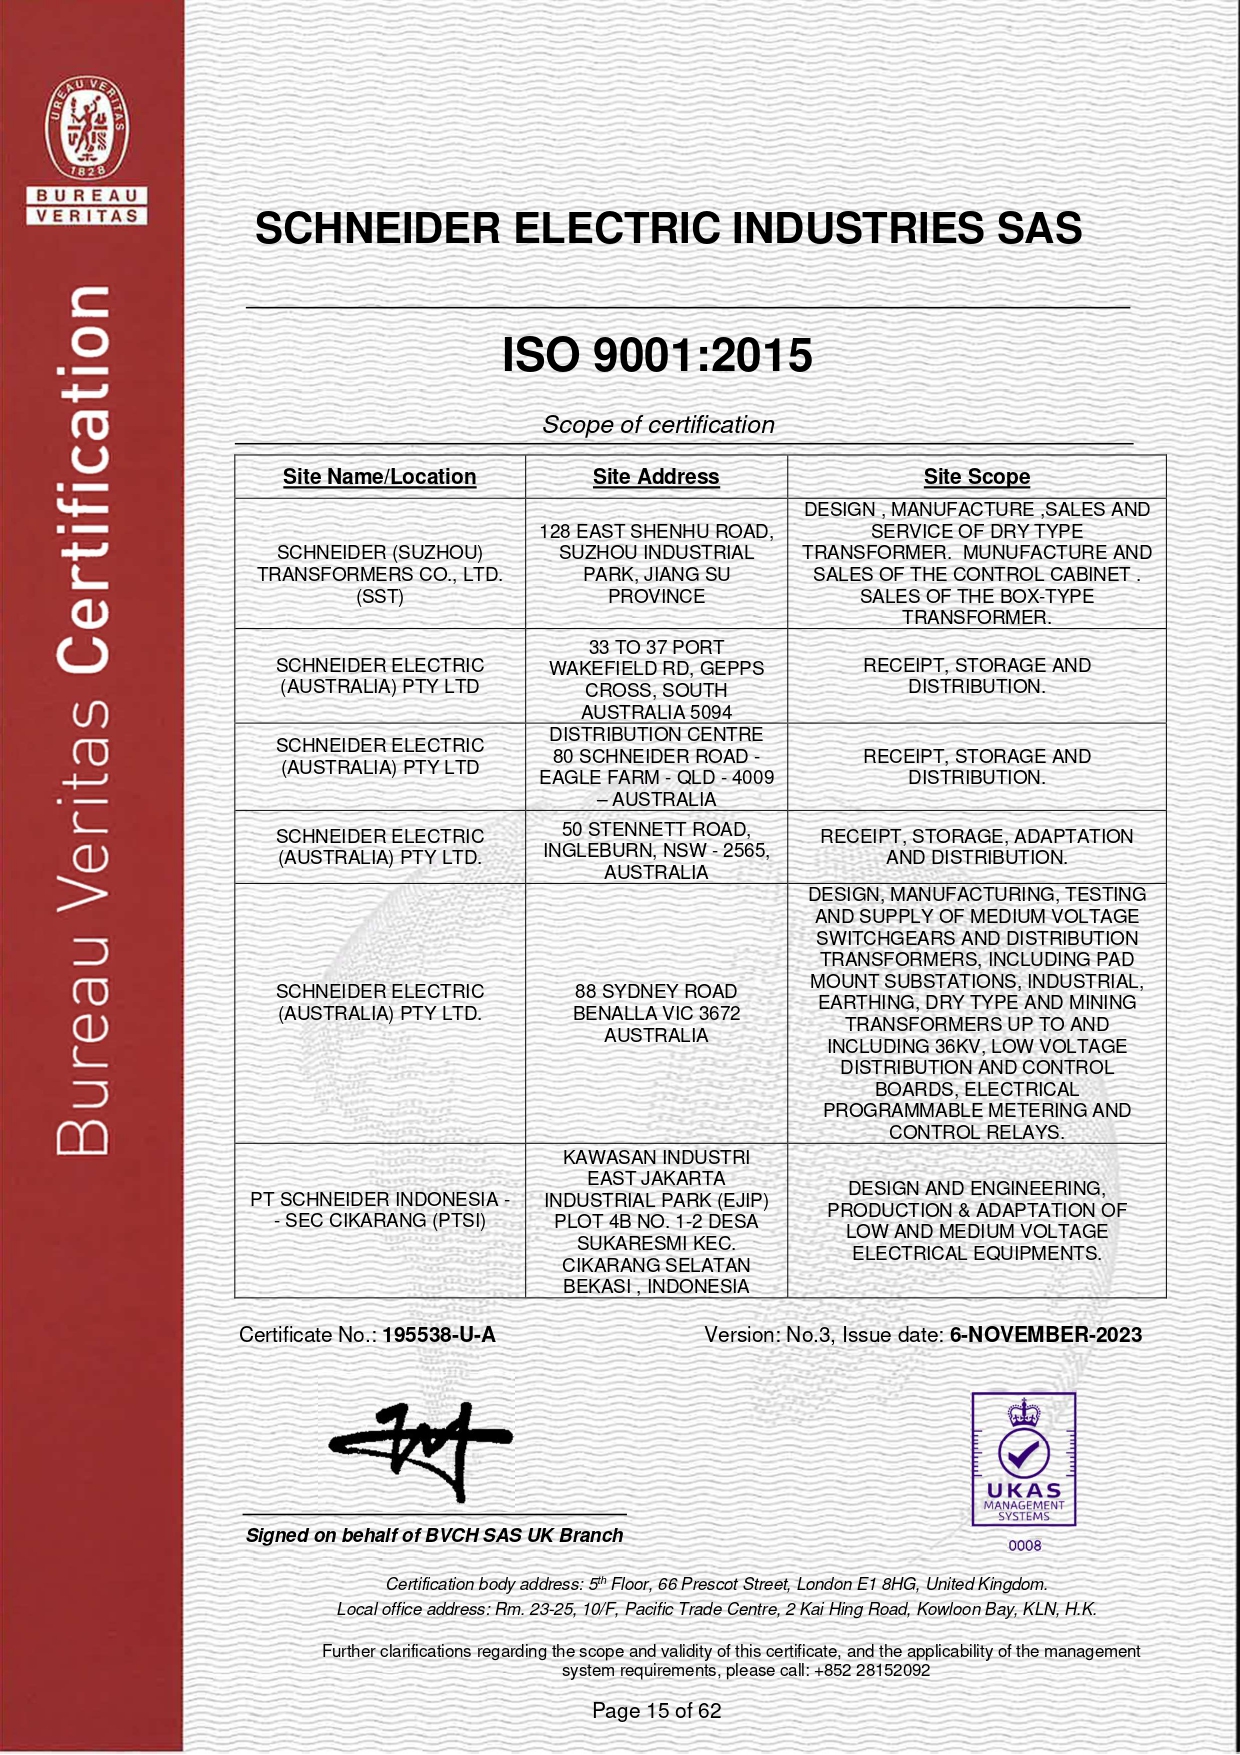 BUREAU VERITAS
1828
BUREAU
VERITAS
Bureau Veritas Certification
SCHNEIDER ELECTRIC INDUSTRIES SAS
ISO 9001:2015
Scope of certification
Site Name/Location
Site Address
Site Scope
SCHNEIDER (SUZHOU)
TRANSFORMERS CO., LTD.
(SST)
128 EAST SHENHU ROAD,
SUZHOU INDUSTRIAL
PARK, JIANG SU
PROVINCE
DESIGN , MANUFACTURE ,SALES AND
SERVICE OF DRY TYPE
TRANSFORMER.  MUNUFACTURE AND
SALES OF THE CONTROL CABINET .
SALES OF THE BOX-TYPE
TRANSFORMER.
SCHNEIDER ELECTRIC
(AUSTRALIA) PTY LTD
33 TO 37 PORT
WAKEFIELD RD, GEPPS
CROSS, SOUTH
AUSTRALIA 5094
RECEIPT, STORAGE AND
DISTRIBUTION.
SCHNEIDER ELECTRIC
(AUSTRALIA) PTY LTD
DISTRIBUTION CENTRE
80 SCHNEIDER ROAD -
EAGLE FARM - QLD - 4009
– AUSTRALIA
RECEIPT, STORAGE AND
DISTRIBUTION.
SCHNEIDER ELECTRIC
(AUSTRALIA) PTY LTD.
50 STENNETT ROAD,
INGLEBURN, NSW - 2565,
AUSTRALIA
RECEIPT, STORAGE, ADAPTATION
AND DISTRIBUTION.
SCHNEIDER ELECTRIC
(AUSTRALIA) PTY LTD.
88 SYDNEY ROAD
BENALLA VIC 3672
AUSTRALIA
DESIGN, MANUFACTURING, TESTING
AND SUPPLY OF MEDIUM VOLTAGE
SWITCHGEARS AND DISTRIBUTION
TRANSFORMERS, INCLUDING PAD
MOUNT SUBSTATIONS, INDUSTRIAL,
EARTHING, DRY TYPE AND MINING
TRANSFORMERS UP TO AND
INCLUDING 36KV, LOW VOLTAGE
DISTRIBUTION AND CONTROL
BOARDS, ELECTRICAL
PROGRAMMABLE METERING AND
CONTROL RELAYS.
PT SCHNEIDER INDONESIA -
- SEC CIKARANG (PTSI)
KAWASAN INDUSTRI
EAST JAKARTA
INDUSTRIAL PARK (EJIP)
PLOT 4B NO. 1-2 DESA
SUKARESMI KEC.
CIKARANG SELATAN
BEKASI , INDONESIA
DESIGN AND ENGINEERING,
PRODUCTION & ADAPTATION OF
LOW AND MEDIUM VOLTAGE
ELECTRICAL EQUIPMENTS.
Certificate No.: 195538-U-A
Version: No.3, Issue date: 6-NOVEMBER-2023
UKAS
MANAGEMENT
SYSTEMS
0008
Signed on behalf of BVCH SAS UK Branch
Certification body address: 5th Floor, 66 Prescot Street, London E1 8HG, United Kingdom.
Local office address: Rm. 23-25, 10/F, Pacific Trade Centre, 2 Kai Hing Road, Kowloon Bay, KLN, H.K.
Further clarifications regarding the scope and validity of this certificate, and the applicability of the management
system requirements, please call: +852 28152092
Page 15 of 62